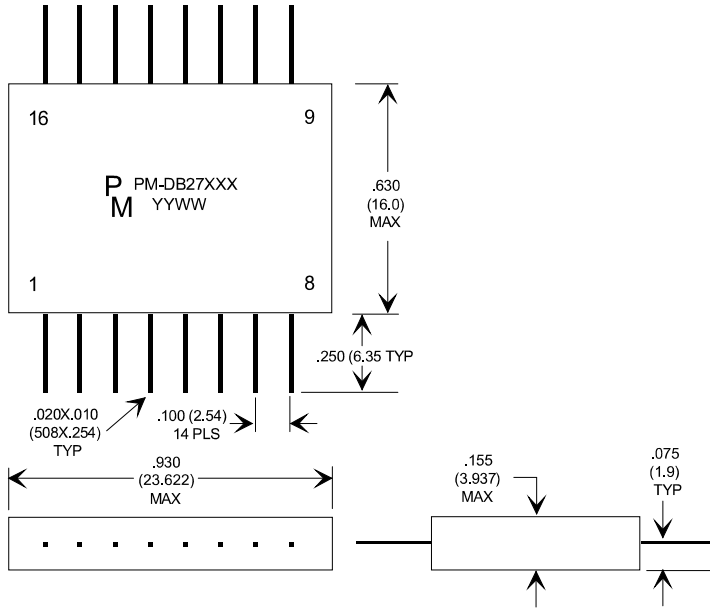 16
9
P PM-DB27XXX
M YYWW
.630
(16.0)
MAX
1
8
.250 (6.35 TYP
.020X.010
(508X.254)
TYP
.100 (2.54)
14 PLS
.930
(23.622)
MAX
.155
(3.937)
MAX
.075
(1.9)
TYP